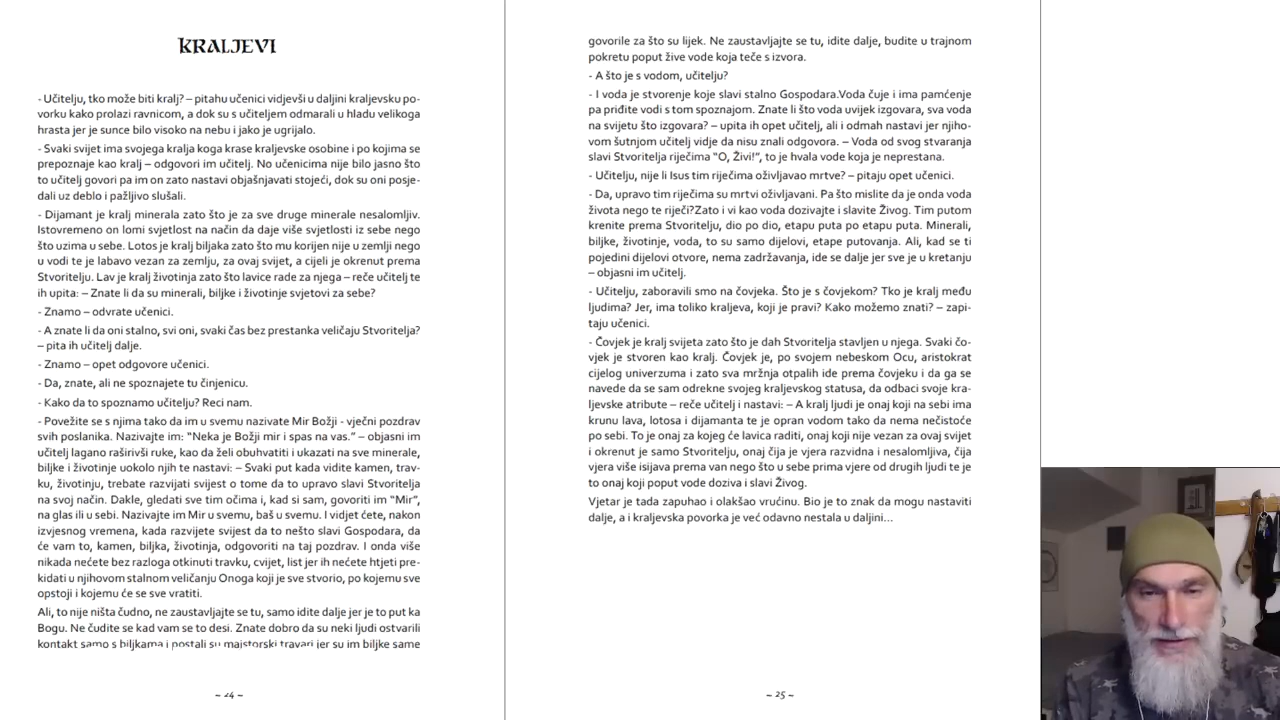 KRALJEVI
- Učitelju, tko može biti kralj? – pitahu učenici vidjevši u daljini kraljevsku po-
vorku kako prolazi ravnicom, a dok su s učiteljem odmarali u hladu velikoga
hrasta jer je sunce bilo visoko na nebu i jako je ugrijalo.
- Svaki svijet ima svojega kralja koga krase kraljevske osobine i po kojima se
prepoznaje kao kralj – odgovori im učitelj. No učenicima nije bilo jasno što
to učitelj govori pa im on zato nastavi objašnjavati stojeći, dok su oni posje-
dali uz deblo i pažljivo slušali.
- Dijamant je kralj minerala zato što je za sve druge minerale nesalomljiv.
Istovremeno on lomi svjetlost na način da daje više svjetlosti iz sebe nego
što uzima u sebe. Lotos je kralj biljaka zato što mu korijen nije u zemlji nego
u vodi te je labavo vezan za zemlju, za ovaj svijet, a cijeli je okrenut prema
Stvoritelju. Lav je kralj životinja zato što lavice rade za njega – reče učitelj te
ih upita: – Znate li da su minerali, biljke i životinje svjetovi za sebe?
- Znamo – odvrate učenici.
- A znate li da oni stalno, svi oni, svaki čas bez prestanka veličaju Stvoritelja?
– pita ih učitelj dalje.
- Znamo – opet odgovore učenici.
- Da, znate, ali ne spoznajete tu činjenicu.
- Kako da to spoznamo učitelju? Reci nam.
- Povežite se s njima tako da im u svemu nazivate Mir Božji - vječni pozdrav
svih poslanika. Nazivajte im: “Neka je Božji mir i spas na vas.” – objasni im
učitelj lagano raširivši ruke, kao da želi obuhvatiti i ukazati na sve minerale,
biljke i životinje uokolo njih te nastavi: – Svaki put kada vidite kamen, trav-
ku, životinju, trebate razvijati svijest o tome da to upravo slavi Stvoritelja
na svoj način. Dakle, gledati sve tim očima i, kad si sam, govoriti im “Mir”,
na glas ili u sebi. Nazivajte im Mir u svemu, baš u svemu. I vidjet ćete, nakon
izvjesnog vremena, kada razvijete svijest da to nešto slavi Gospodara, da
će vam to, kamen, biljka, životinja, odgovoriti na taj pozdrav. I onda više
nikada nećete bez razloga otkinuti travku, cvijet, list jer ih nećete htjeti pre-
kidati u njihovom stalnom veličanju Onoga koji je sve stvorio, po kojemu sve
opstoji i kojemu će se sve vratiti.
Ali, to nije ništa čudno, ne zaustavljajte se tu, samo idite dalje jer je to put ka
Bogu. Ne čudite se kad vam se to desi. Znate dobro da su neki ljudi ostvarili
kontakt samo s biljkama i postali su majstorski travari jer su im biljke same
~ 24 ~
govorile za što su lijek. Ne zaustavljajte se tu, idite dalje, budite u trajnom
pokretu poput žive vode koja teče s izvora.
- A što je s vodom, učitelju?
- I voda je stvorenje koje slavi stalno Gospodara.Voda čuje i ima pamćenje
pa priđite vodi s tom spoznajom. Znate li što voda uvijek izgovara, sva voda
na svijetu što izgovara? – upita ih opet učitelj, ali i odmah nastavi jer njiho-
vom šutnjom učitelj vidje da nisu znali odgovora. – Voda od svog stvaranja
slavi Stvoritelja riječima “O, Živi!”, to je hvala vode koja je neprestana.
- Učitelju, nije li Isus tim riječima oživljavao mrtve? – pitaju opet učenici.
- Da, upravo tim riječima su mrtvi oživljavani. Pa što mislite da je onda voda
života nego te riječi?Zato i vi kao voda dozivajte i slavite Živog. Tim putom
krenite prema Stvoritelju, dio po dio, etapu puta po etapu puta. Minerali,
biljke, životinje, voda, to su samo dijelovi, etape putovanja. Ali, kad se ti
pojedini dijelovi otvore, nema zadržavanja, ide se dalje jer sve je u kretanju
– objasni im učitelj.
- Učitelju, zaboravili smo na čovjeka. Što je s čovjekom? Tko je kralj među
ljudima? Jer, ima toliko kraljeva, koji je pravi? Kako možemo znati? – zapi-
taju učenici.
- Čovjek je kralj svijeta zato što je dah Stvoritelja stavljen u njega. Svaki čo-
vjek je stvoren kao kralj. Čovjek je, po svojem nebeskom Ocu, aristokrat
cijelog univerzuma i zato sva mržnja otpalih ide prema čovjeku i da ga se
navede da se sam odrekne svojeg kraljevskog statusa, da odbaci svoje kra-
ljevske atribute – reče učitelj i nastavi: – A kralj ljudi je onaj koji na sebi ima
krunu lava, lotosa i dijamanta te je opran vodom tako da nema nečistoće
po sebi. To je onaj za kojeg će lavica raditi, onaj koji nije vezan za ovaj svijet
i okrenut je samo Stvoritelju, onaj čija je vjera razvidna i nesalomljiva, čija
vjera više isijava prema van nego što u sebe prima vjere od drugih ljudi te je
to onaj koji poput vode doziva i slavi Živog.
Vjetar je tada zapuhao i olakšao vrućinu. Bio je to znak da mogu nastaviti
dalje, a i kraljevska povorka je već odavno nestala u daljini...
~ 25 ~